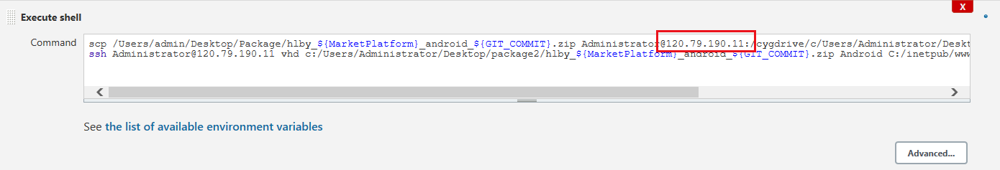 X
Execute shell
Command
scp /Users/admin/Desktop/Package/hlby_${MarketPlatform}_android_${GIT_COMMIT}.zip Administrator@120.79.190.11:/cygdrive/c/Users/Administrator/Deskt
ssh Administrator@120.79.190.11 vhd c:/Users/Administrator/Desktop/package2/hlby_${MarketPlatform}_android_${GIT_COMMIT}.zip Android C:/inetpub/www
See the list of available environment variables
Advanced...